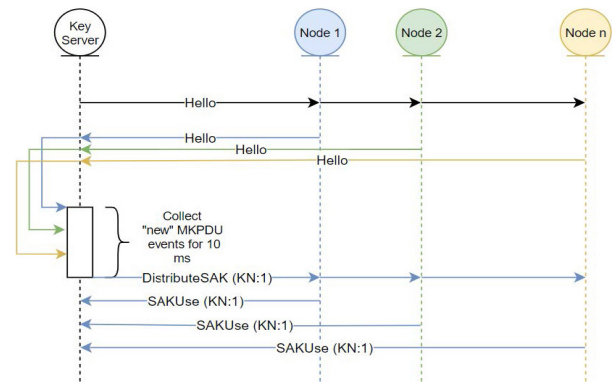 Key
Server
Node 1
Node 2
Node n
Hello
Hello
Hello
Hello
Collect
"new" MKPDU
events for 10
ms
DistributeSAK (KN:1)
SAKUse (KN:1)
SAKUse (KN:1)
SAKUse (KN:1)